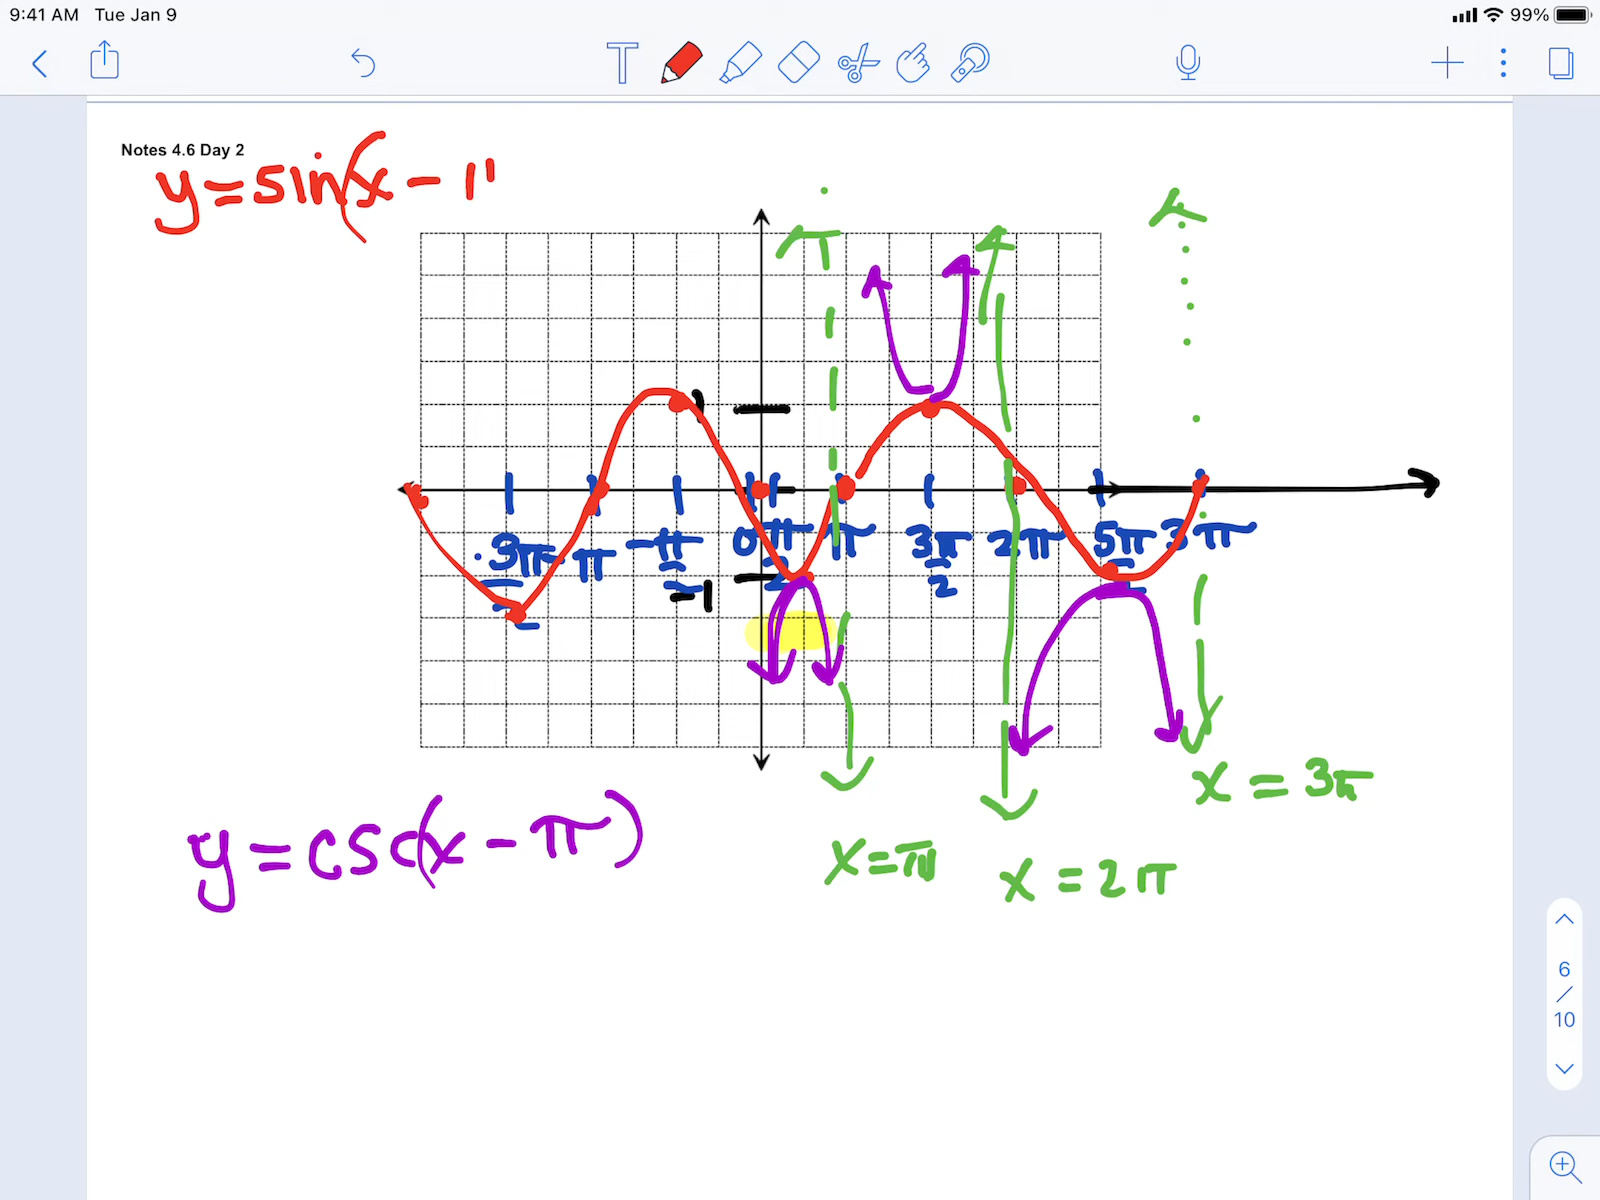 9:41 AM Tue Jan 9 99%
Notes 4.6 Day 2
y=sin(x-π
1
-3π/2 -π -π/2 0 π/2 π 3π/2 2π 5π/2 3π
-1
x=3π
y=csc(x-π)
x=π
x=2π
6
/
10